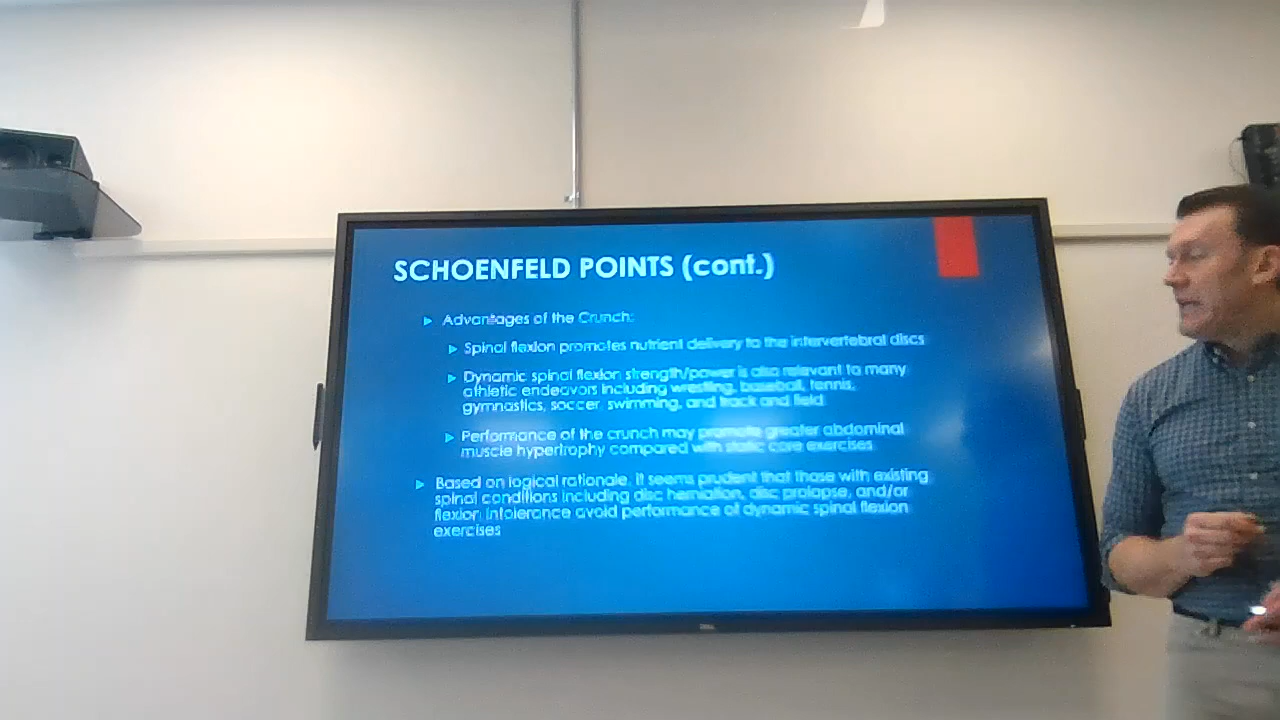 SCHOENFELD POINTS (cont.)
Advantages of the Crunch:
Spinal flexion promotes nutrient delivery to the intervertebral discs
Dynamic spinal flexion strength/power is also relevant to many
athletic endeavors including wrestling, baseball, tennis,
gymnastics, soccer, swimming, and track and field
Performance of the crunch may promote greater abdominal
muscle hypertrophy compared with static core exercises
Based on logical rationale, it seems prudent that those with existing
spinal conditions including disc herniation, disc prolapse, and/or
flexion intolerance avoid performance of dynamic spinal flexion
exercises
DELL